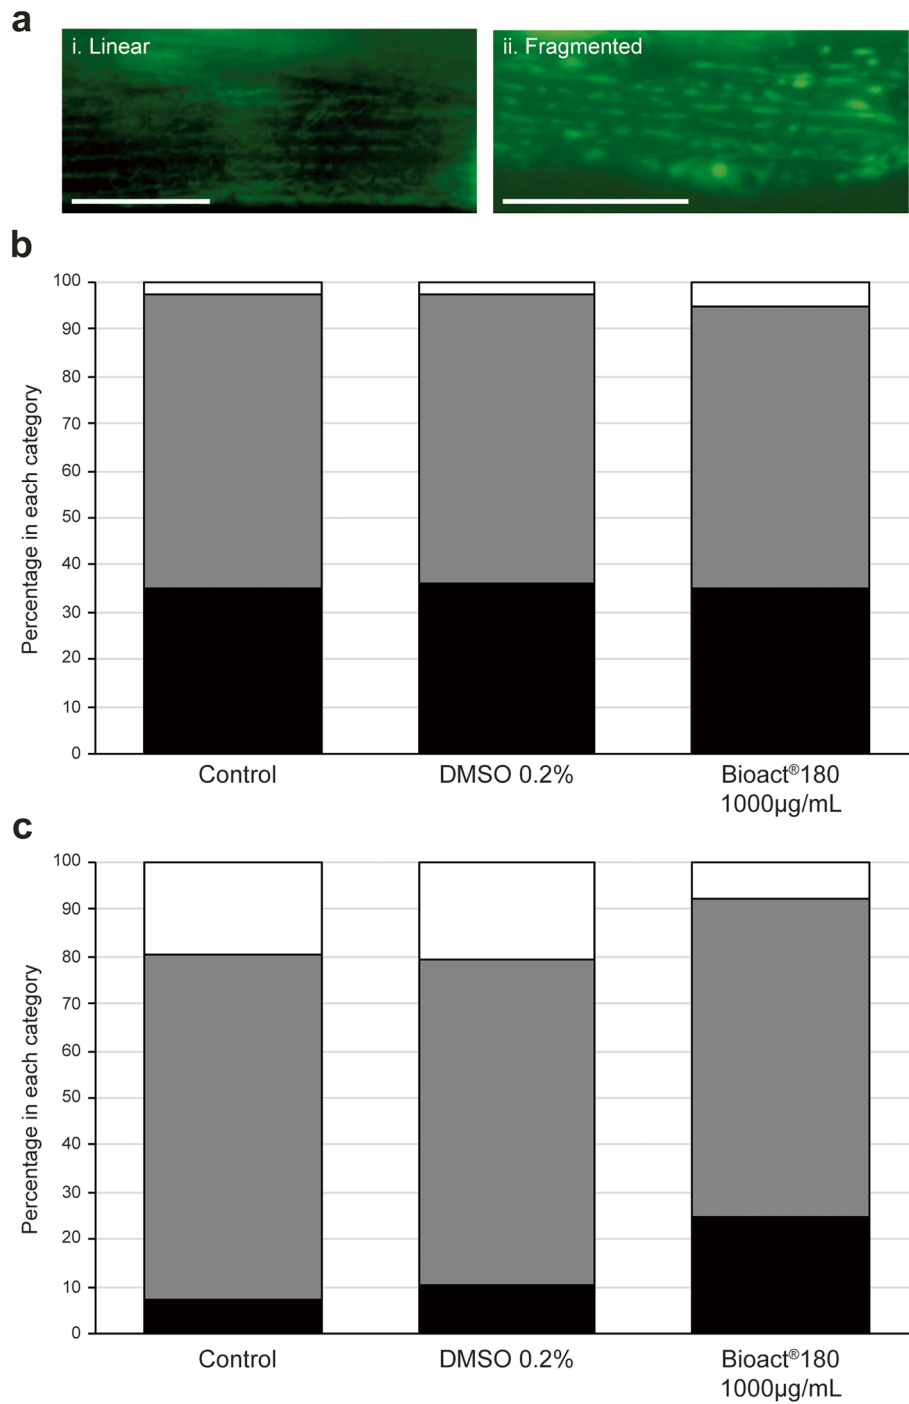 a
i. Linear
ii. Fragmented
b
Percentage in each category
100
90
80
70
60
50
40
30
20
10
0
Control
DMSO 0.2%
Bioact®180
1000µg/mL
c
Percentage in each category
100
90
80
70
60
50
40
30
20
10
0
Control
DMSO 0.2%
Bioact®180
1000µg/mL